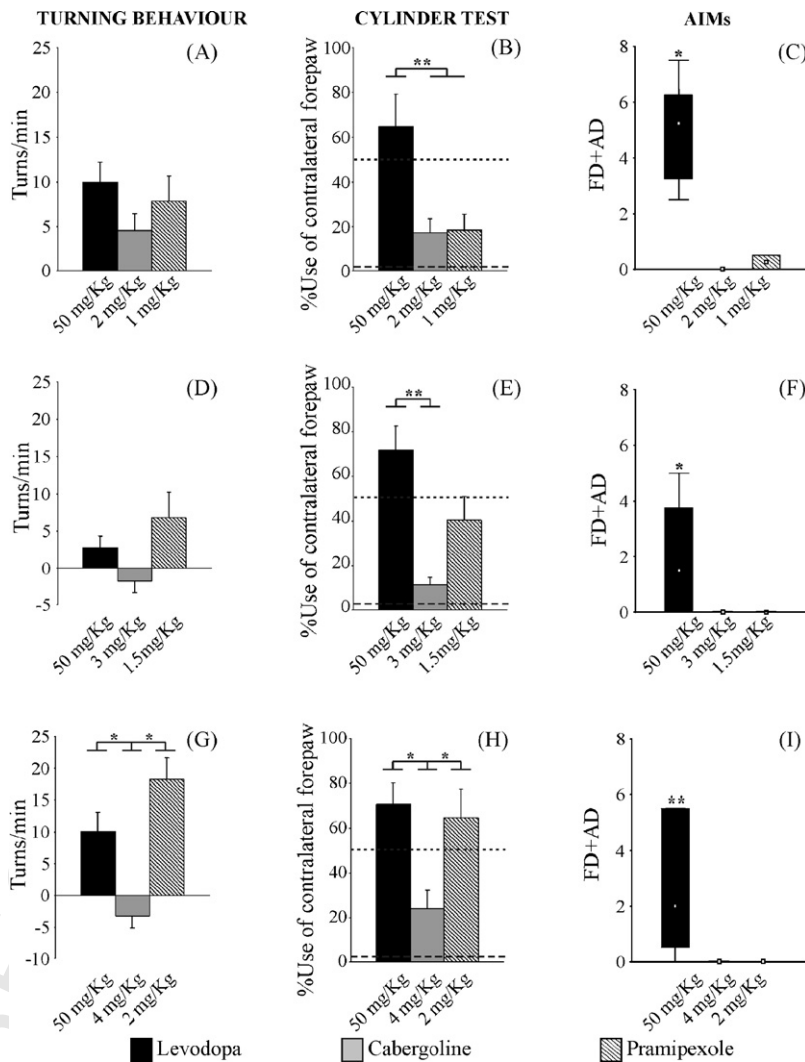 TURNING BEHAVIOUR
CYLINDER TEST
AIMs
(A)
25
20
15
10
5
0
Turns/min
50 mg/Kg
2 mg/Kg
1 mg/Kg
(B)
**
100
80
60
40
20
0
%Use of contralateral forepaw
50 mg/Kg
2 mg/Kg
1 mg/Kg
(C)
*
8
6
4
2
0
FD+AD
50 mg/Kg
2 mg/Kg
1 mg/Kg
(D)
25
20
15
10
5
0
-5
Turns/min
50 mg/Kg
3 mg/Kg
1.5mg/Kg
(E)
**
100
80
60
40
20
0
%Use of contralateral forepaw
50 mg/Kg
3 mg/Kg
1.5mg/Kg
(F)
*
8
6
4
2
0
FD+AD
50 mg/Kg
3 mg/Kg
1.5mg/Kg
(G)
* *
25
20
15
10
5
0
-5
-10
Turns/min
50 mg/Kg
4 mg/Kg
2 mg/Kg
(H)
* *
100
80
60
40
20
0
%Use of contralateral forepaw
50 mg/Kg
4 mg/Kg
2 mg/Kg
(I)
**
8
6
4
2
0
FD+AD
50 mg/Kg
4 mg/Kg
2 mg/Kg
Levodopa
Cabergoline
Pramipexole